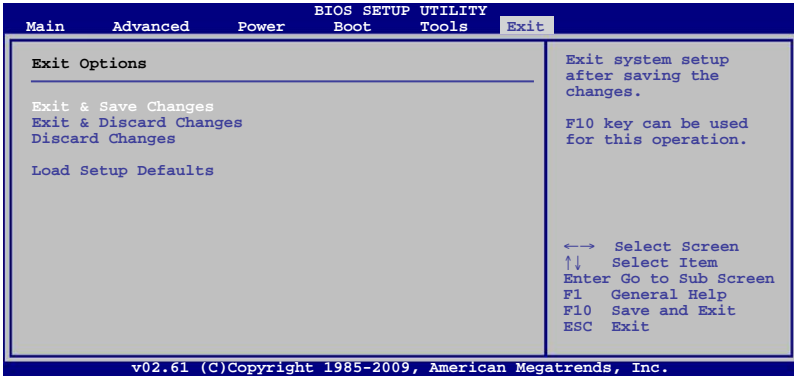 BIOS SETUP UTILITY
Main Advanced Power Boot Tools Exit
Exit Options
Exit & Save Changes
Exit & Discard Changes
Discard Changes
Load Setup Defaults
Exit system setup
after saving the
changes.
F10 key can be used
for this operation.
←→ Select Screen
↑↓ Select Item
Enter Go to Sub Screen
F1 General Help
F10 Save and Exit
ESC Exit
v02.61 (C)Copyright 1985-2009, American Megatrends, Inc.